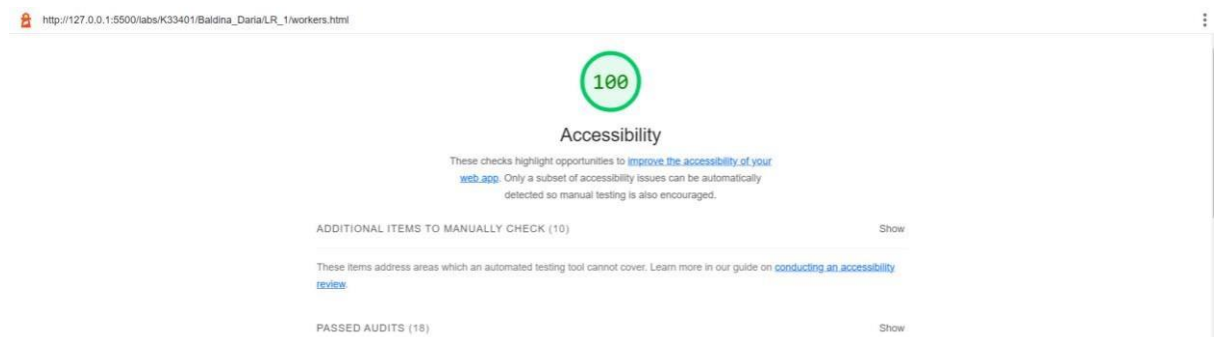 http://127.0.0.1:5500/labs/K33401/Baldina_Daria/LR_1/workers.html
100
Accessibility
These checks highlight opportunities to improve the accessibility of your
web app. Only a subset of accessibility issues can be automatically
detected so manual testing is also encouraged.
ADDITIONAL ITEMS TO MANUALLY CHECK (10) Show
These items address areas which an automated testing tool cannot cover. Learn more in our guide on conducting an accessibility
review.
PASSED AUDITS (18) Show